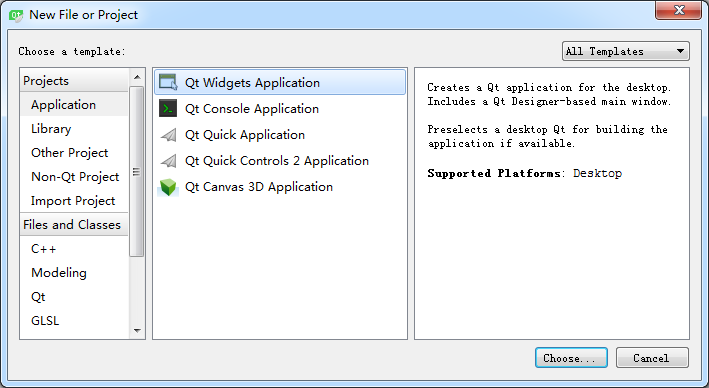 New File or Project
Choose a template:
All Templates
Projects
Application
Library
Other Project
Non-Qt Project
Import Project
Files and Classes
C++
Modeling
Qt
GLSL
Qt Widgets Application
Qt Console Application
Qt Quick Application
Qt Quick Controls 2 Application
Qt Canvas 3D Application
Creates a Qt application for the desktop.
Includes a Qt Designer-based main window.
Preselects a desktop Qt for building the
application if available.
Supported Platforms: Desktop
Choose...
Cancel